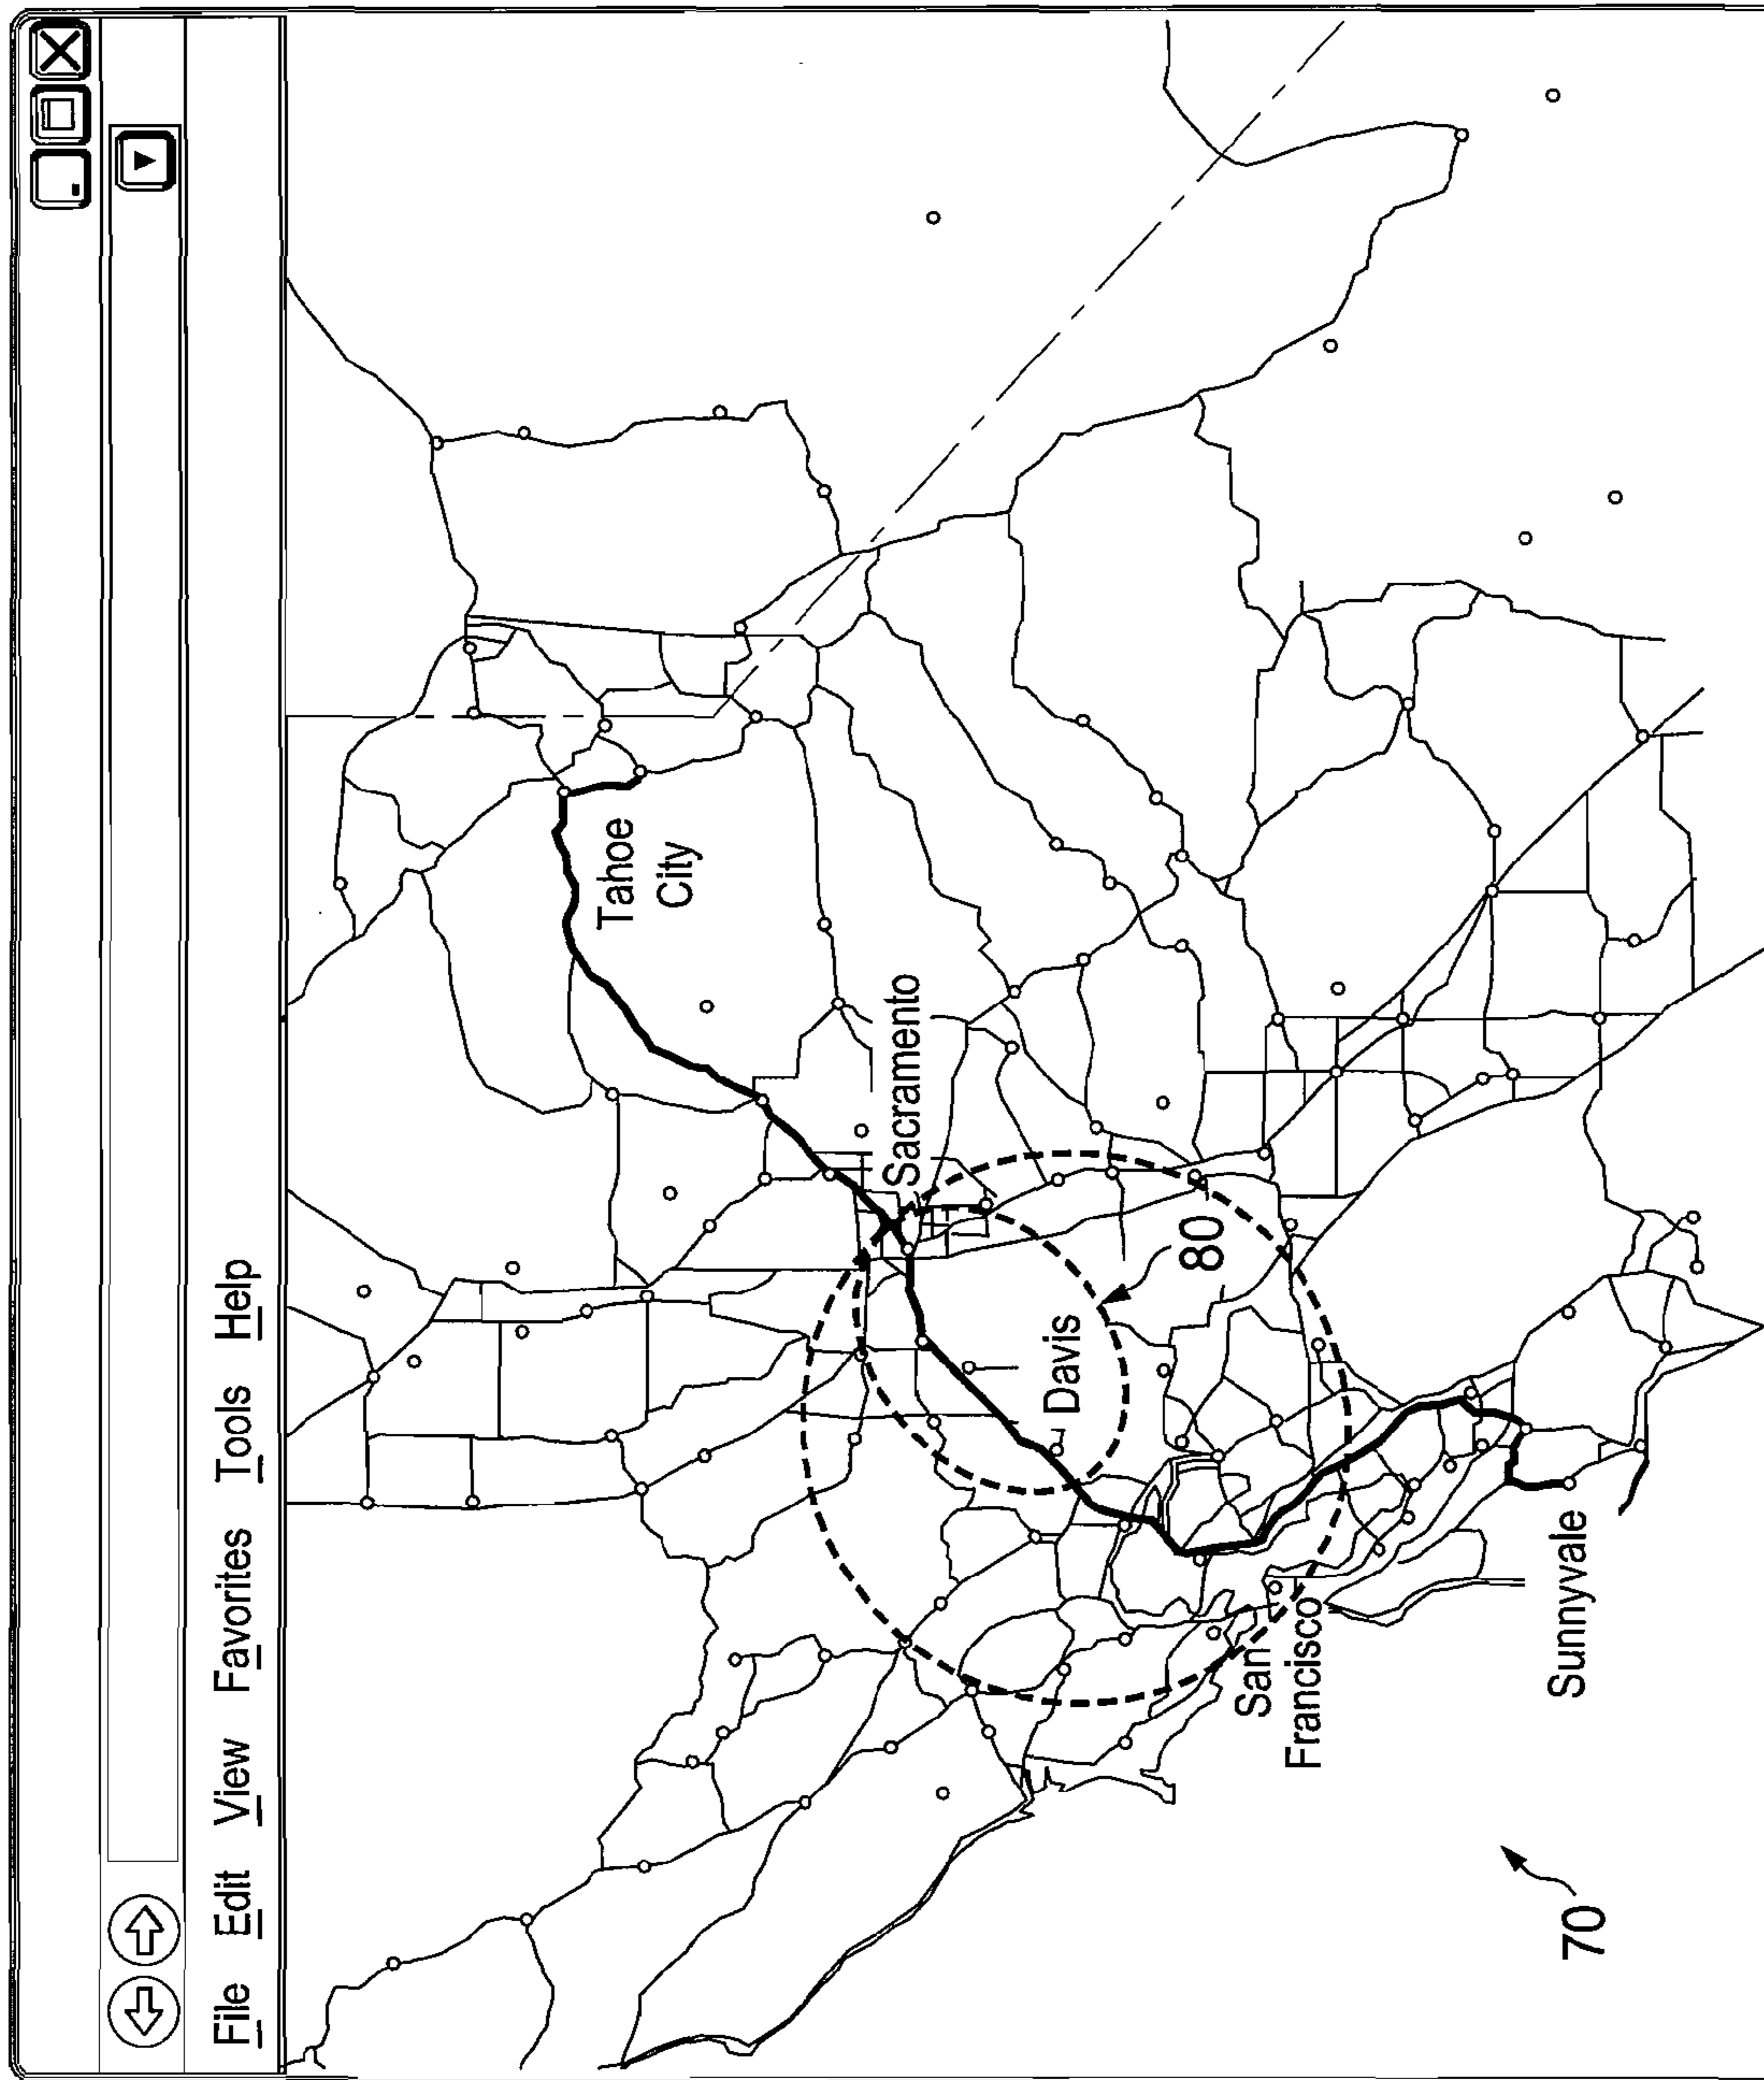 File Edit View Favorites Tools Help
Tahoe
City
Sacramento
Davis
80
San
Francisco
Sunnyvale
70